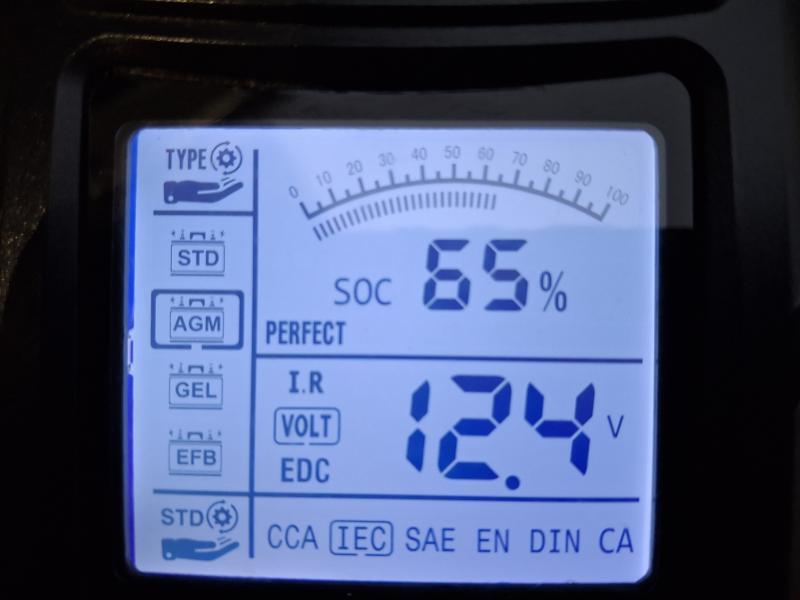 TYPE
0 10 20 30 40 50 60 70 80 90 100
STD
SOC 65%
AGM
PERFECT
GEL
I.R
VOLT 12.4 V
EFB
EDC
STD
CCA IEC SAE EN DIN CA